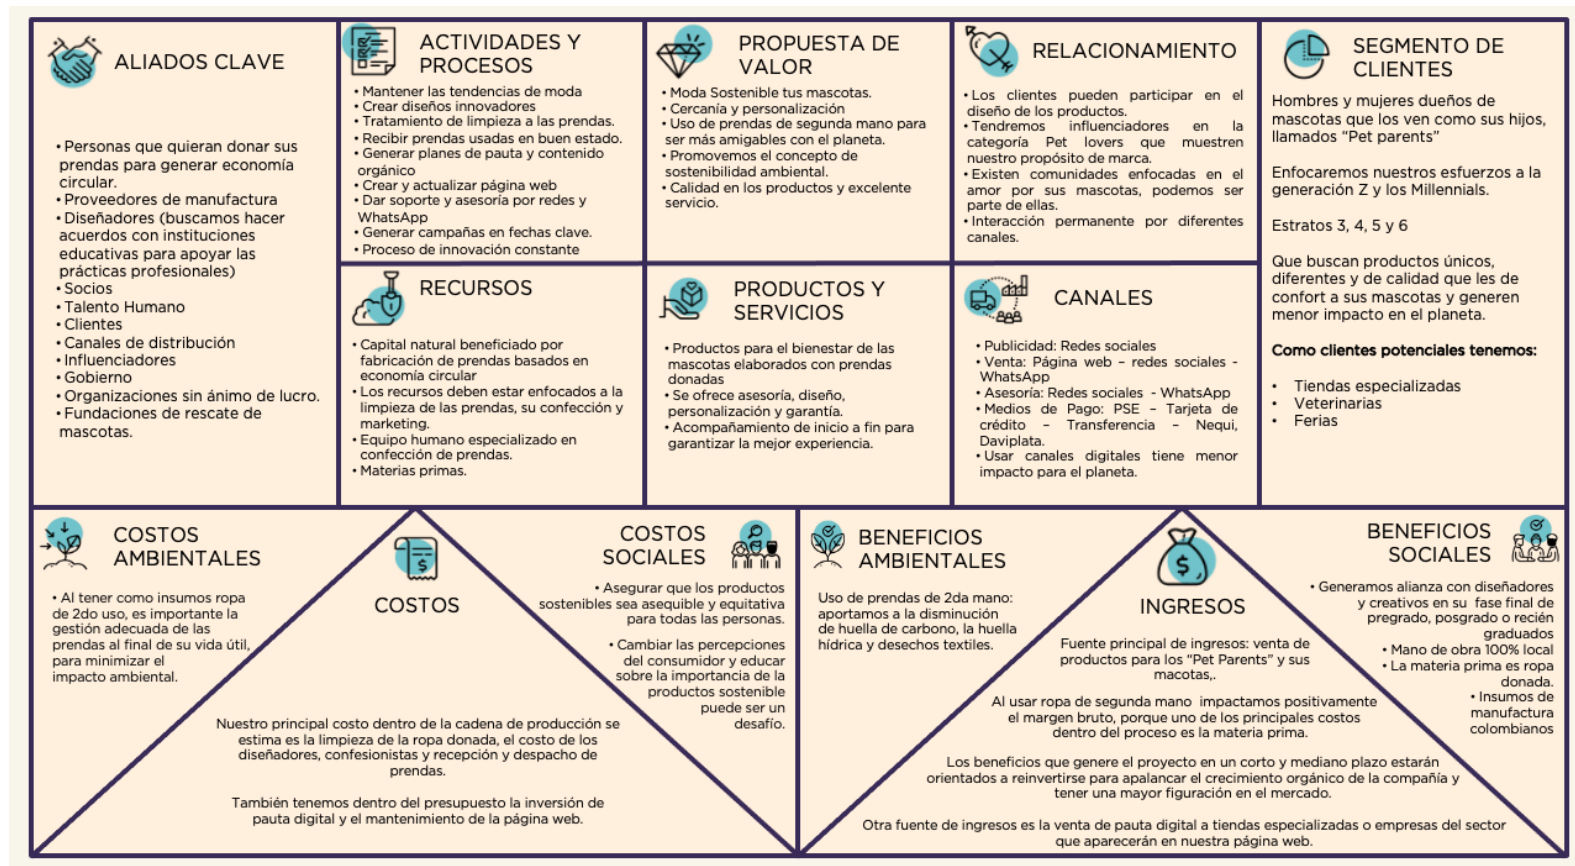 ALIADOS CLAVE
• Personas que quieran donar sus
prendas para generar economía
circular.
• Proveedores de manufactura
• Diseñadores (buscamos hacer
acuerdos con instituciones
educativas para apoyar las
prácticas profesionales)
• Socios
• Talento Humano
• Clientes
• Canales de distribución
• Influenciadores
• Gobierno
• Organizaciones sin ánimo de lucro.
• Fundaciones de rescate de
mascotas.
ACTIVIDADES Y
PROCESOS
• Mantener las tendencias de moda
• Crear diseños innovadores
• Tratamiento de limpieza a las prendas.
• Recibir prendas usadas en buen estado.
• Generar planes de pauta y contenido
orgánico
• Crear y actualizar página web
• Dar soporte y asesoría por redes y
WhatsApp
• Generar campañas en fechas clave.
• Proceso de innovación constante
RECURSOS
• Capital natural beneficiado por
fabricación de prendas basados en
economía circular
• Los recursos deben estar enfocados a la
limpieza de las prendas, su confección y
marketing.
• Equipo humano especializado en
confección de prendas.
• Materias primas.
PROPUESTA DE
VALOR
• Moda Sostenible tus mascotas.
• Cercanía y personalización
• Uso de prendas de segunda mano para
ser más amigables con el planeta.
• Promovemos el concepto de
sostenibilidad ambiental.
• Calidad en los productos y excelente
servicio.
PRODUCTOS Y
SERVICIOS
• Productos para el bienestar de las
mascotas elaborados con prendas
donadas
• Se ofrece asesoría, diseño,
personalización y garantía.
• Acompañamiento de inicio a fin para
garantizar la mejor experiencia.
RELACIONAMIENTO
• Los clientes pueden participar en el
diseño de los productos.
• Tendremos influenciadores en la
categoría Pet lovers que muestren
nuestro propósito de marca.
• Existen comunidades enfocadas en el
amor por sus mascotas, podemos ser
parte de ellas.
• Interacción permanente por diferentes
canales.
CANALES
• Publicidad: Redes sociales
• Venta: Página web – redes sociales -
WhatsApp
• Asesoría: Redes sociales - WhatsApp
• Medios de Pago: PSE – Tarjeta de
crédito – Transferencia – Nequi,
Daviplata.
• Usar canales digitales tiene menor
impacto para el planeta.
SEGMENTO DE
CLIENTES
Hombres y mujeres dueños de
mascotas que los ven como sus hijos,
llamados “Pet parents”
Enfocaremos nuestros esfuerzos a la
generación Z y los Millennials.
Estratos 3, 4, 5 y 6
Que buscan productos únicos,
diferentes y de calidad que les de
confort a sus mascotas y generen
menor impacto en el planeta.
Como clientes potenciales tenemos:
• Tiendas especializadas
• Veterinarias
• Ferias
COSTOS
AMBIENTALES
• Al tener como insumos ropa
de 2do uso, es importante la
gestión adecuada de las
prendas al final de su vida útil,
para minimizar el
impacto ambiental.
COSTOS
$
Nuestro principal costo dentro de la cadena de producción se
estima es la limpieza de la ropa donada, el costo de los
diseñadores, confesionistas y recepción y despacho de
prendas.
También tenemos dentro del presupuesto la inversión de
pauta digital y el mantenimiento de la página web.
COSTOS
SOCIALES
• Asegurar que los productos
sostenibles sea asequible y equitativa
para todas las personas.
• Cambiar las percepciones
del consumidor y educar
sobre la importancia de la
productos sostenible
puede ser un
desafío.
BENEFICIOS
AMBIENTALES
Uso de prendas de 2da mano:
aportamos a la disminución
de huella de carbono, la huella
hídrica y desechos textiles.
$
INGRESOS
Fuente principal de ingresos: venta de
productos para los “Pet Parents” y sus
macotas,.
Al usar ropa de segunda mano impactamos positivamente
el margen bruto, porque uno de los principales costos
dentro del proceso es la materia prima.
Los beneficios que genere el proyecto en un corto y mediano plazo estarán
orientados a reinvertirse para apalancar el crecimiento orgánico de la compañía y
tener una mayor figuración en el mercado.
Otra fuente de ingresos es la venta de pauta digital a tiendas especializadas o empresas del sector
que aparecerán en nuestra página web.
BENEFICIOS
SOCIALES
• Generamos alianza con diseñadores
y creativos en su fase final de
pregrado, posgrado o recién
graduados
• Mano de obra 100% local
• La materia prima es ropa
donada.
• Insumos de
manufactura
colombianos